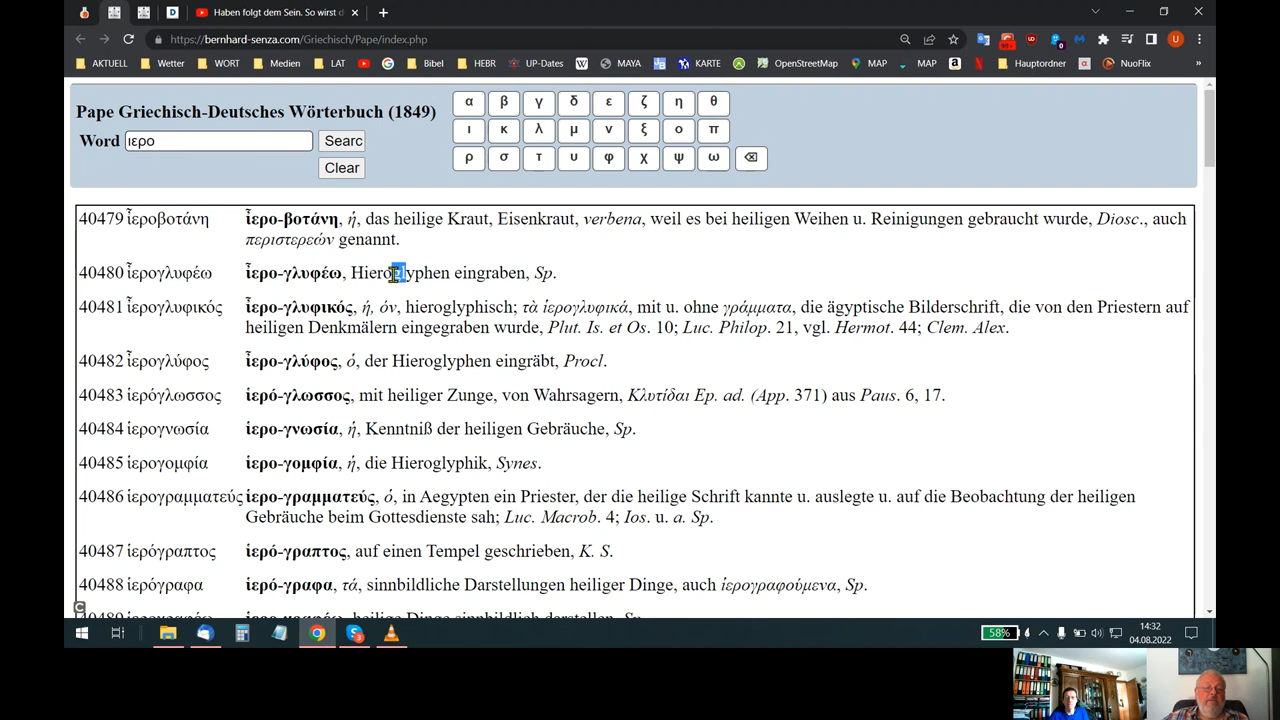 Haben folgt dem Sein. So wirst d
https://bernhard-senza.com/Griechisch/Pape/index.php
AKTUELL Wetter WORT Medien LAT Bibel HEBR UP-Dates MAYA KARTE OpenStreetMap MAP MAP Hauptordner NuoFlix »
Pape Griechisch-Deutsches Wörterbuch (1849)
Word ιερο Searc
Clear
α β γ δ ε ζ η θ
ι κ λ μ ν ξ ο π
ρ σ τ υ φ χ ψ ω
40479 ἱεροβοτάνη ἱερο-βοτάνη, ἡ, das heilige Kraut, Eisenkraut, verbena, weil es bei heiligen Weihen u. Reinigungen gebraucht wurde, Diosc., auch
περιστερεών genannt.
40480 ἱερογλυφέω ἱερο-γλυφέω, Hieroglyphen eingraben, Sp.
40481 ἱερογλυφικός ἱερο-γλυφικός, ή, όν, hieroglyphisch; τὰ ἱερογλυφικά, mit u. ohne γράμματα, die ägyptische Bilderschrift, die von den Priestern auf
heiligen Denkmälern eingegraben wurde, Plut. Is. et Os. 10; Luc. Philop. 21, vgl. Hermot. 44; Clem. Alex.
40482 ἱερογλύφος ἱερο-γλύφος, ὁ, der Hieroglyphen eingräbt, Procl.
40483 ἱερόγλωσσος ἱερό-γλωσσος, mit heiliger Zunge, von Wahrsagern, Κλυτίδαι Ep. ad. (App. 371) aus Paus. 6, 17.
40484 ἱερογνωσία ἱερο-γνωσία, ἡ, Kenntniß der heiligen Gebräuche, Sp.
40485 ἱερογομφία ἱερο-γομφία, ἡ, die Hieroglyphik, Synes.
40486 ἱερογραμματεύς ἱερο-γραμματεύς, ὁ, in Aegypten ein Priester, der die heilige Schrift kannte u. auslegte u. auf die Beobachtung der heiligen
Gebräuche beim Gottesdienste sah; Luc. Macrob. 4; Ios. u. a. Sp.
40487 ἱερόγραπτος ἱερό-γραπτος, auf einen Tempel geschrieben, K. S.
40488 ἱερόγραφα ἱερό-γραφα, τά, sinnbildliche Darstellungen heiliger Dinge, auch ἱερογραφούμενα, Sp.
heilige Dinge sinnbildlich darstellen, Sp.
58% 14:32
04.08.2022